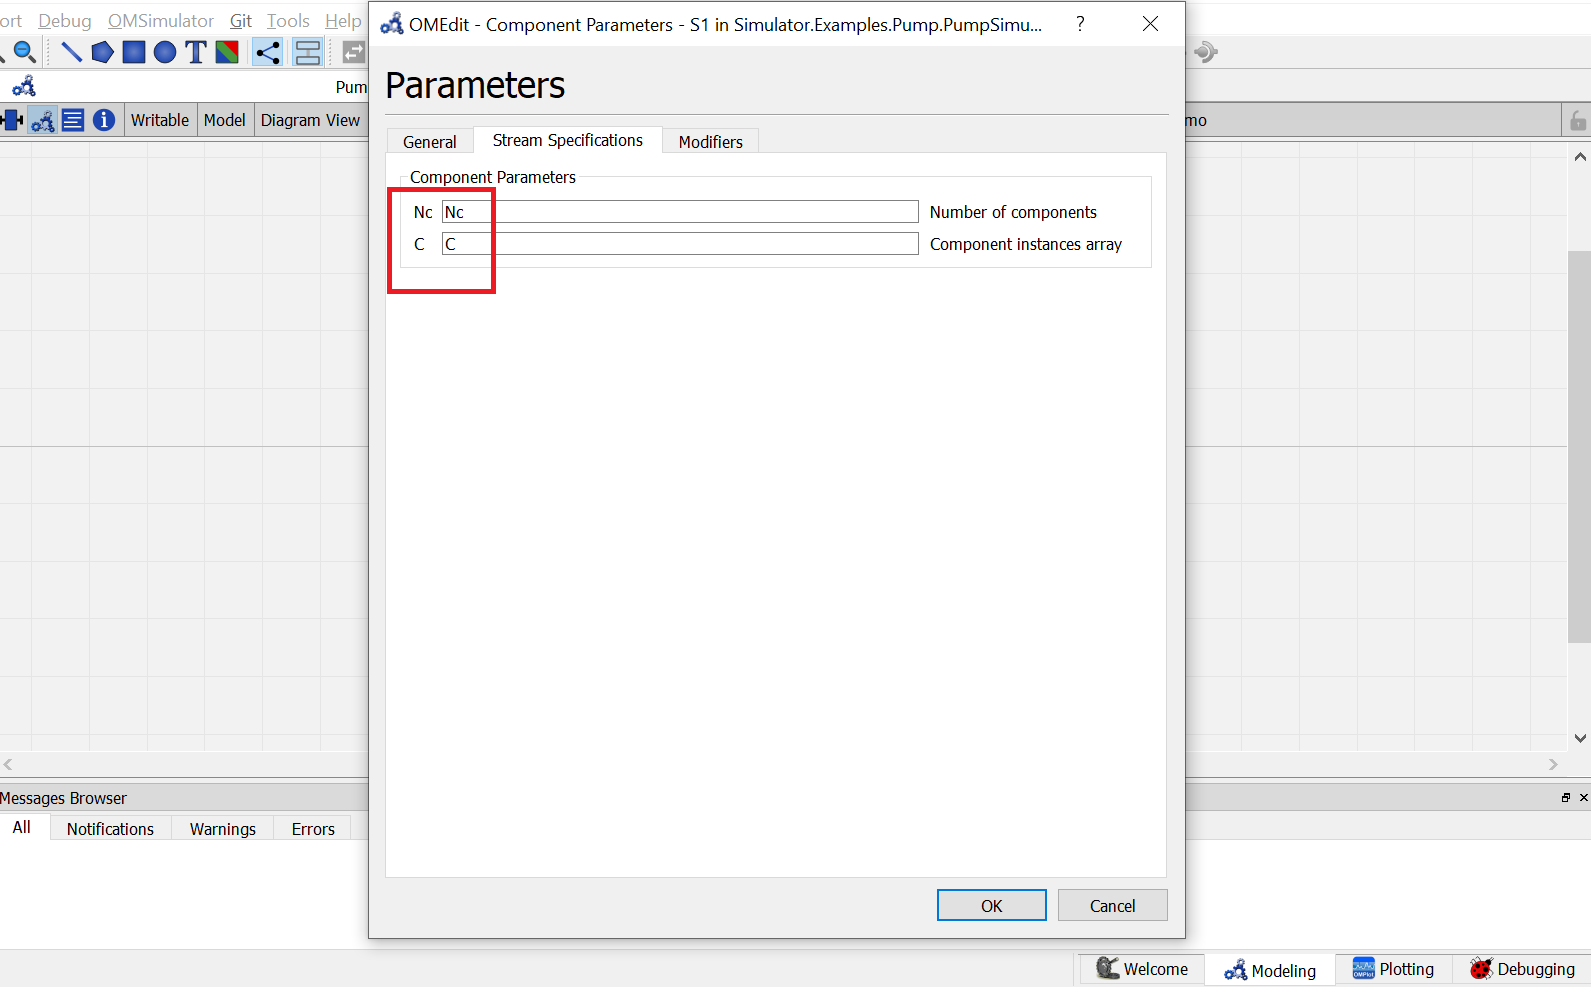 ort Debug OMSimulator Git Tools Help
OMEdit - Component Parameters - S1 in Simulator.Examples.Pump.PumpSimu... ?
T
Parameters
Pum
Writable Model Diagram View
mo
General Stream Specifications Modifiers
Component Parameters
Nc Nc Number of components
C C Component instances array
Messages Browser
All Notifications Warnings Errors
OK Cancel
Welcome Modeling OMPlot Plotting Debugging